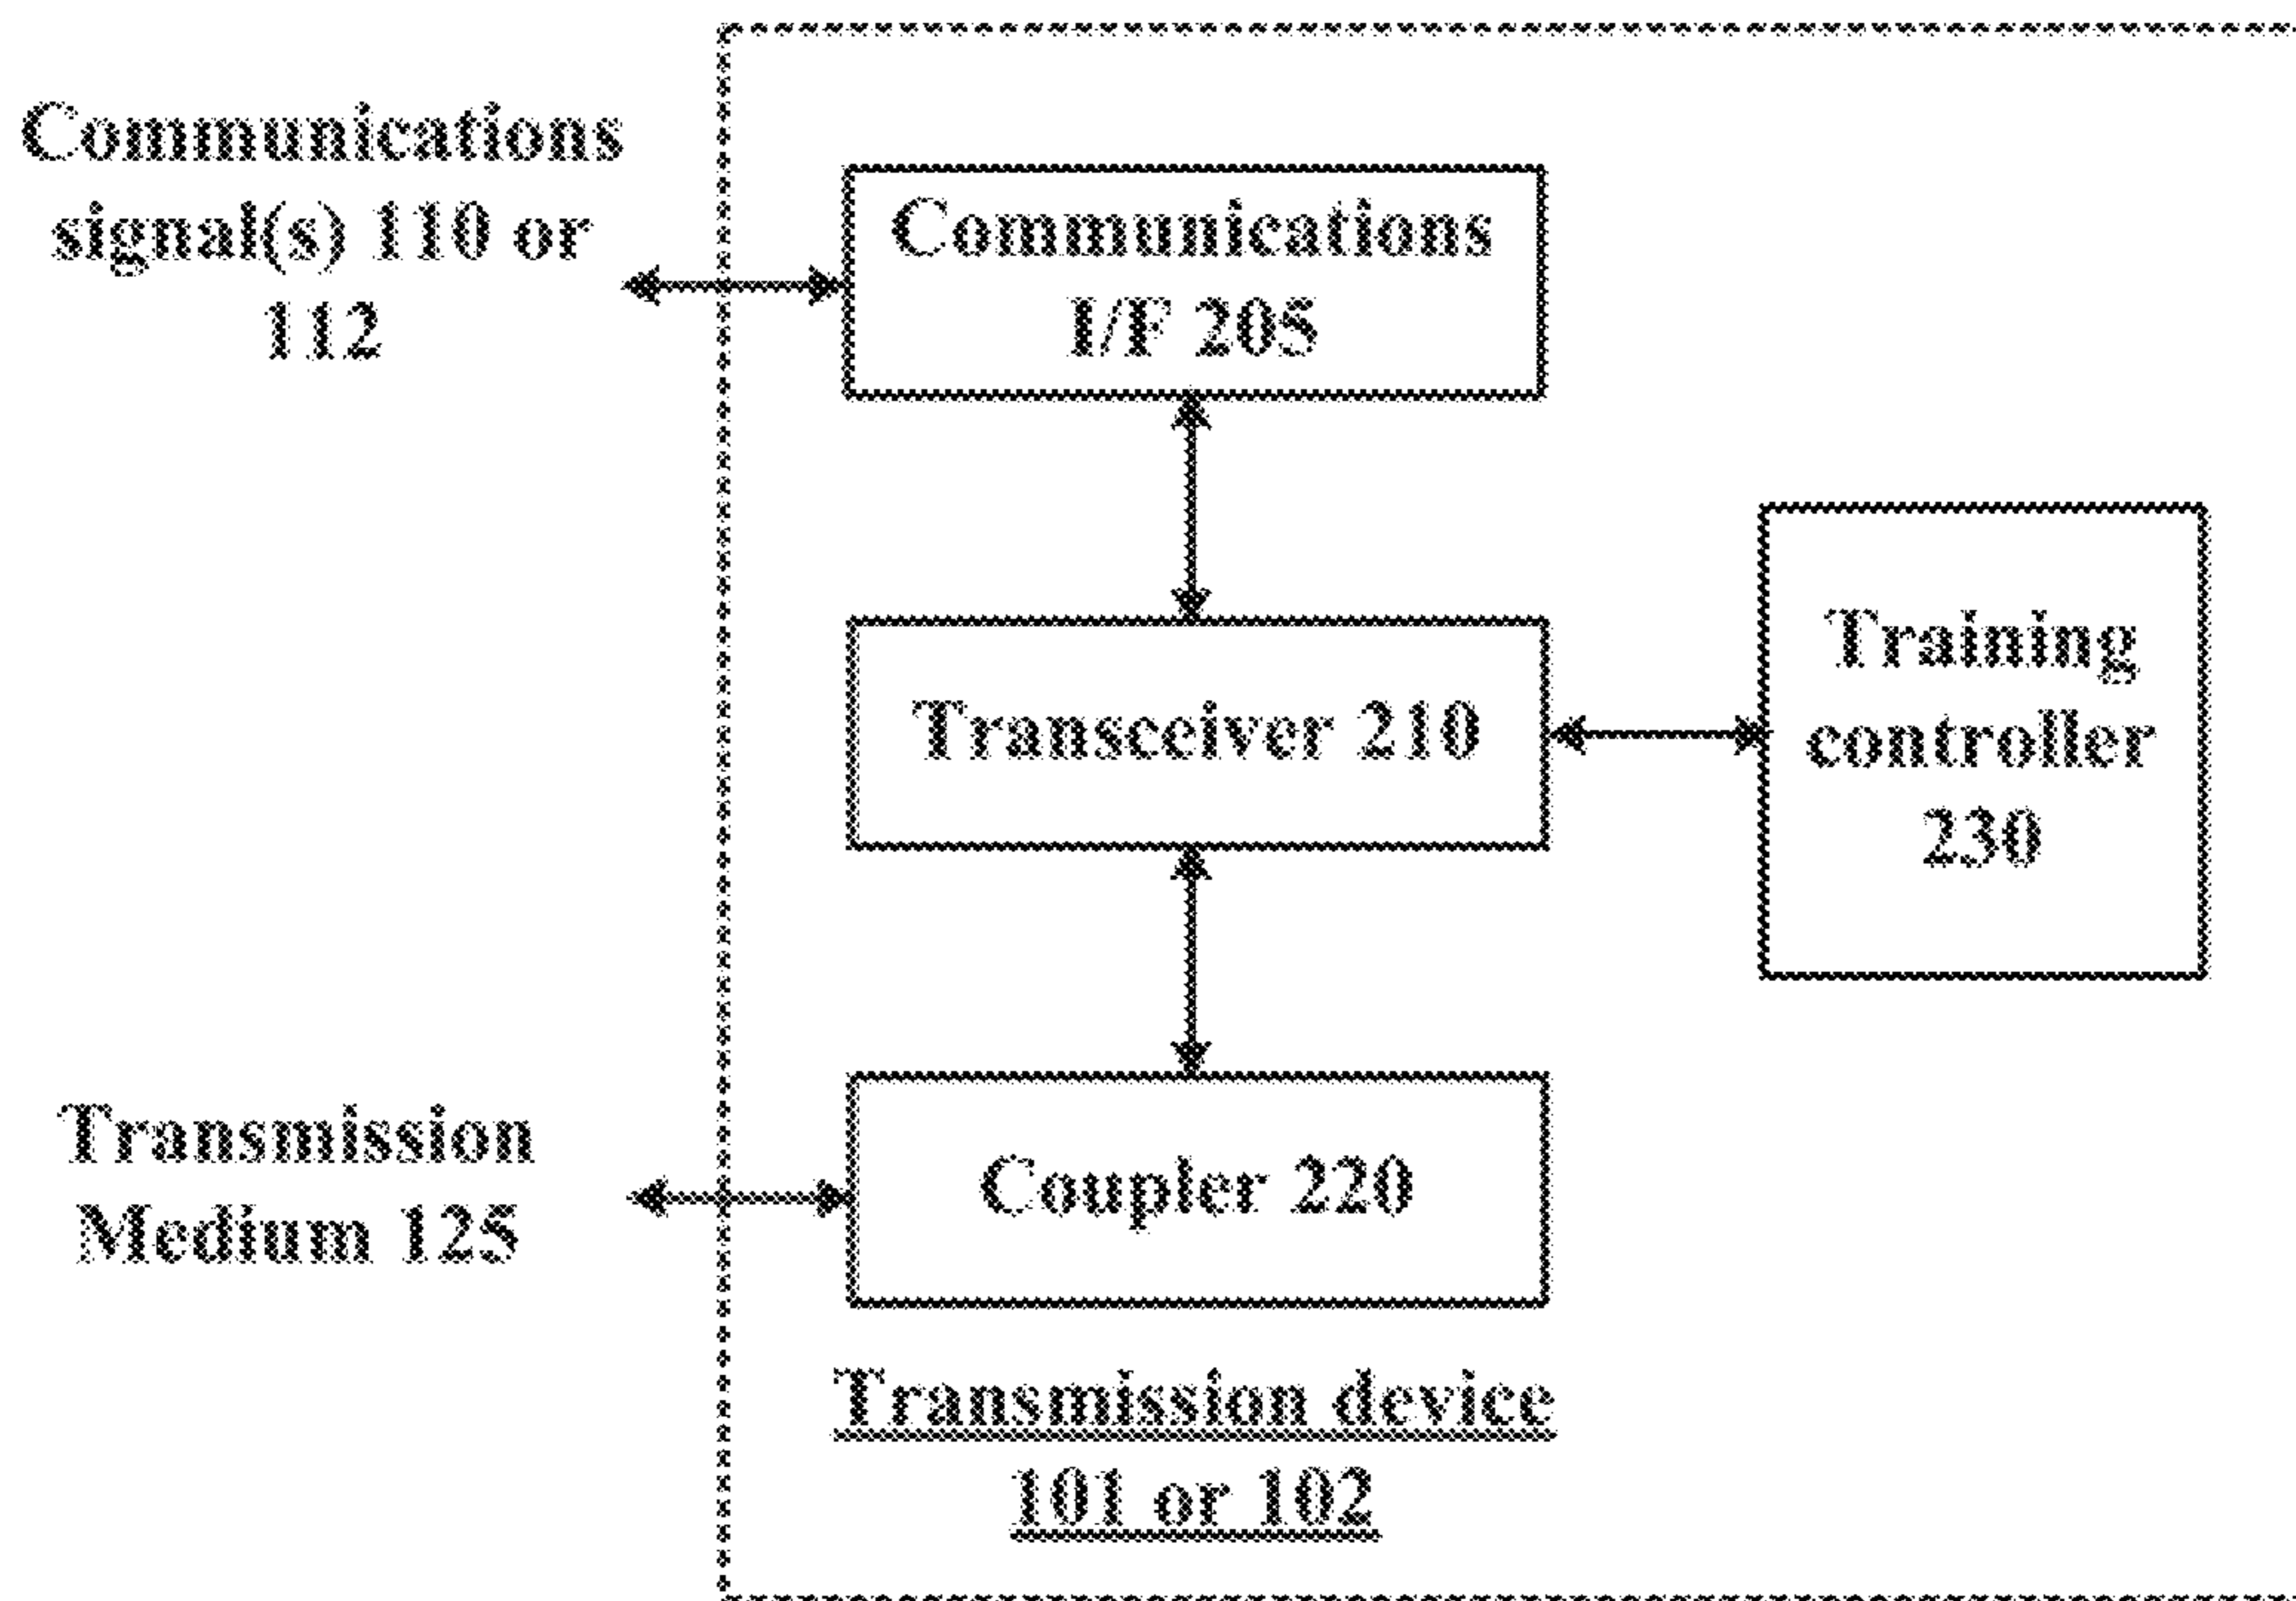 Communications
signal(s) 110 or
112
Communications
I/F 205
Transceiver 210
Training
controller
230
Transmission
Medium 125
Coupler 220
Transmission device
101 or 102